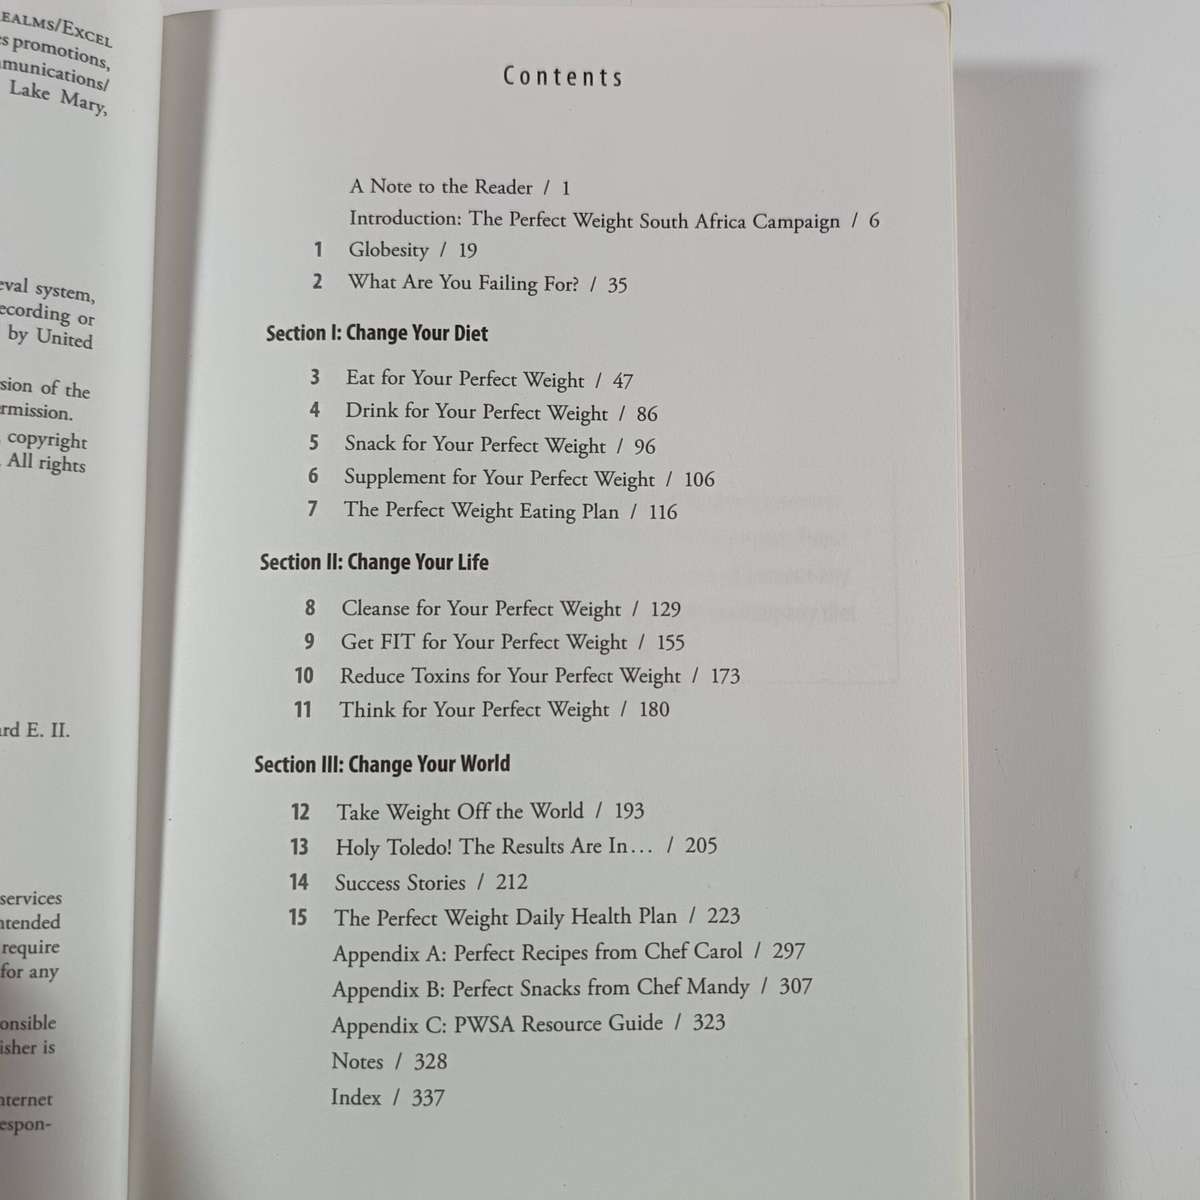 REALMS/EXCEL
es promotions,
mmunications/
Lake Mary,
eval system,
ecording or
by United
sion of the
ermission.
copyright
All rights
ard E. II.
services
ntended
require
for any
onsible
isher is
nternet
espon-
Contents
A Note to the Reader / 1
Introduction: The Perfect Weight South Africa Campaign / 6
1 Globesity / 19
2 What Are You Failing For? / 35
Section I: Change Your Diet
3 Eat for Your Perfect Weight / 47
4 Drink for Your Perfect Weight / 86
5 Snack for Your Perfect Weight / 96
6 Supplement for Your Perfect Weight / 106
7 The Perfect Weight Eating Plan / 116
Section II: Change Your Life
8 Cleanse for Your Perfect Weight / 129
9 Get FIT for Your Perfect Weight / 155
10 Reduce Toxins for Your Perfect Weight / 173
11 Think for Your Perfect Weight / 180
Section III: Change Your World
12 Take Weight Off the World / 193
13 Holy Toledo! The Results Are In… / 205
14 Success Stories / 212
15 The Perfect Weight Daily Health Plan / 223
Appendix A: Perfect Recipes from Chef Carol / 297
Appendix B: Perfect Snacks from Chef Mandy / 307
Appendix C: PWSA Resource Guide / 323
Notes / 328
Index / 337